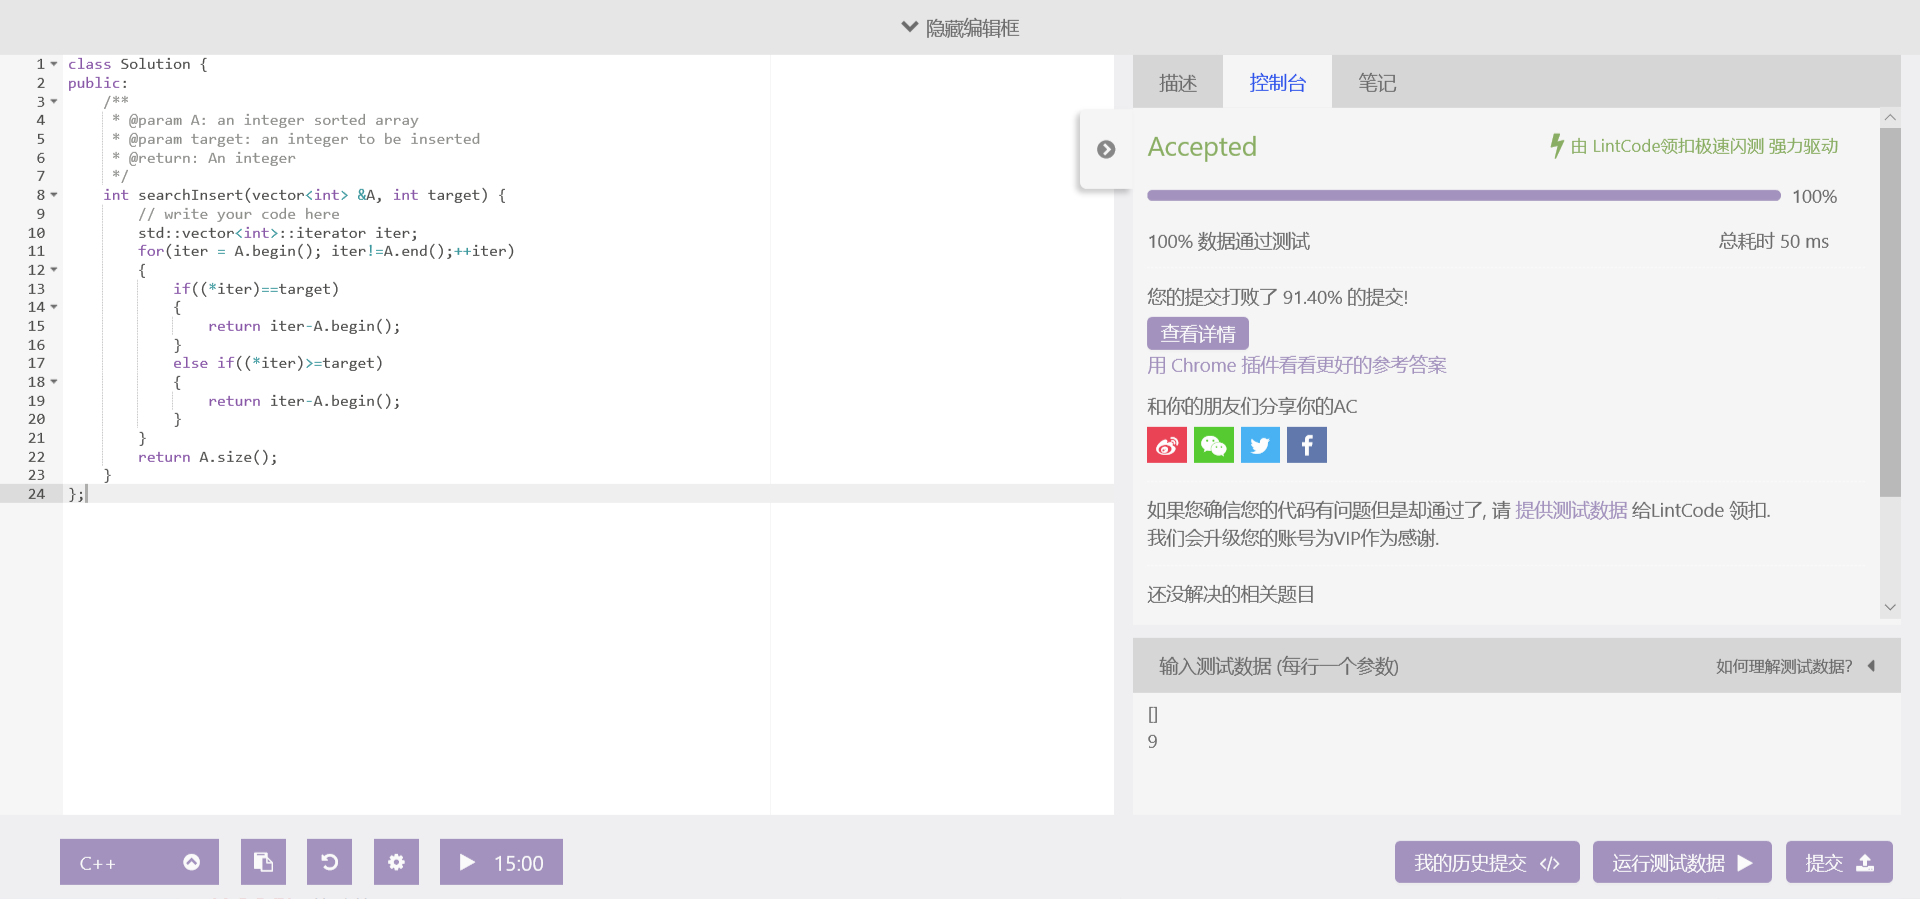 隐藏编辑框
1 class Solution {
2 public:
3     /**
4      * @param A: an integer sorted array
5      * @param target: an integer to be inserted
6      * @return: An integer
7      */
8     int searchInsert(vector<int> &A, int target) {
9         // write your code here
10         std::vector<int>::iterator iter;
11         for(iter = A.begin(); iter!=A.end();++iter)
12         {
13             if((*iter)==target)
14             {
15                 return iter-A.begin();
16             }
17             else if((*iter)>=target)
18             {
19                 return iter-A.begin();
20             }
21         }
22         return A.size();
23     }
24 };
描述 控制台 笔记
Accepted 由 LintCode领扣极速闪测 强力驱动
100%
100% 数据通过测试 总耗时 50 ms
您的提交打败了 91.40% 的提交!
查看详情
用 Chrome 插件看看更好的参考答案
和你的朋友们分享你的AC
如果您确信您的代码有问题但是却通过了, 请 提供测试数据 给LintCode 领扣.
我们会升级您的账号为VIP作为感谢.
还没解决的相关题目
输入测试数据 (每行一个参数) 如何理解测试数据?
[]
9
C++ 15:00 我的历史提交 运行测试数据 提交